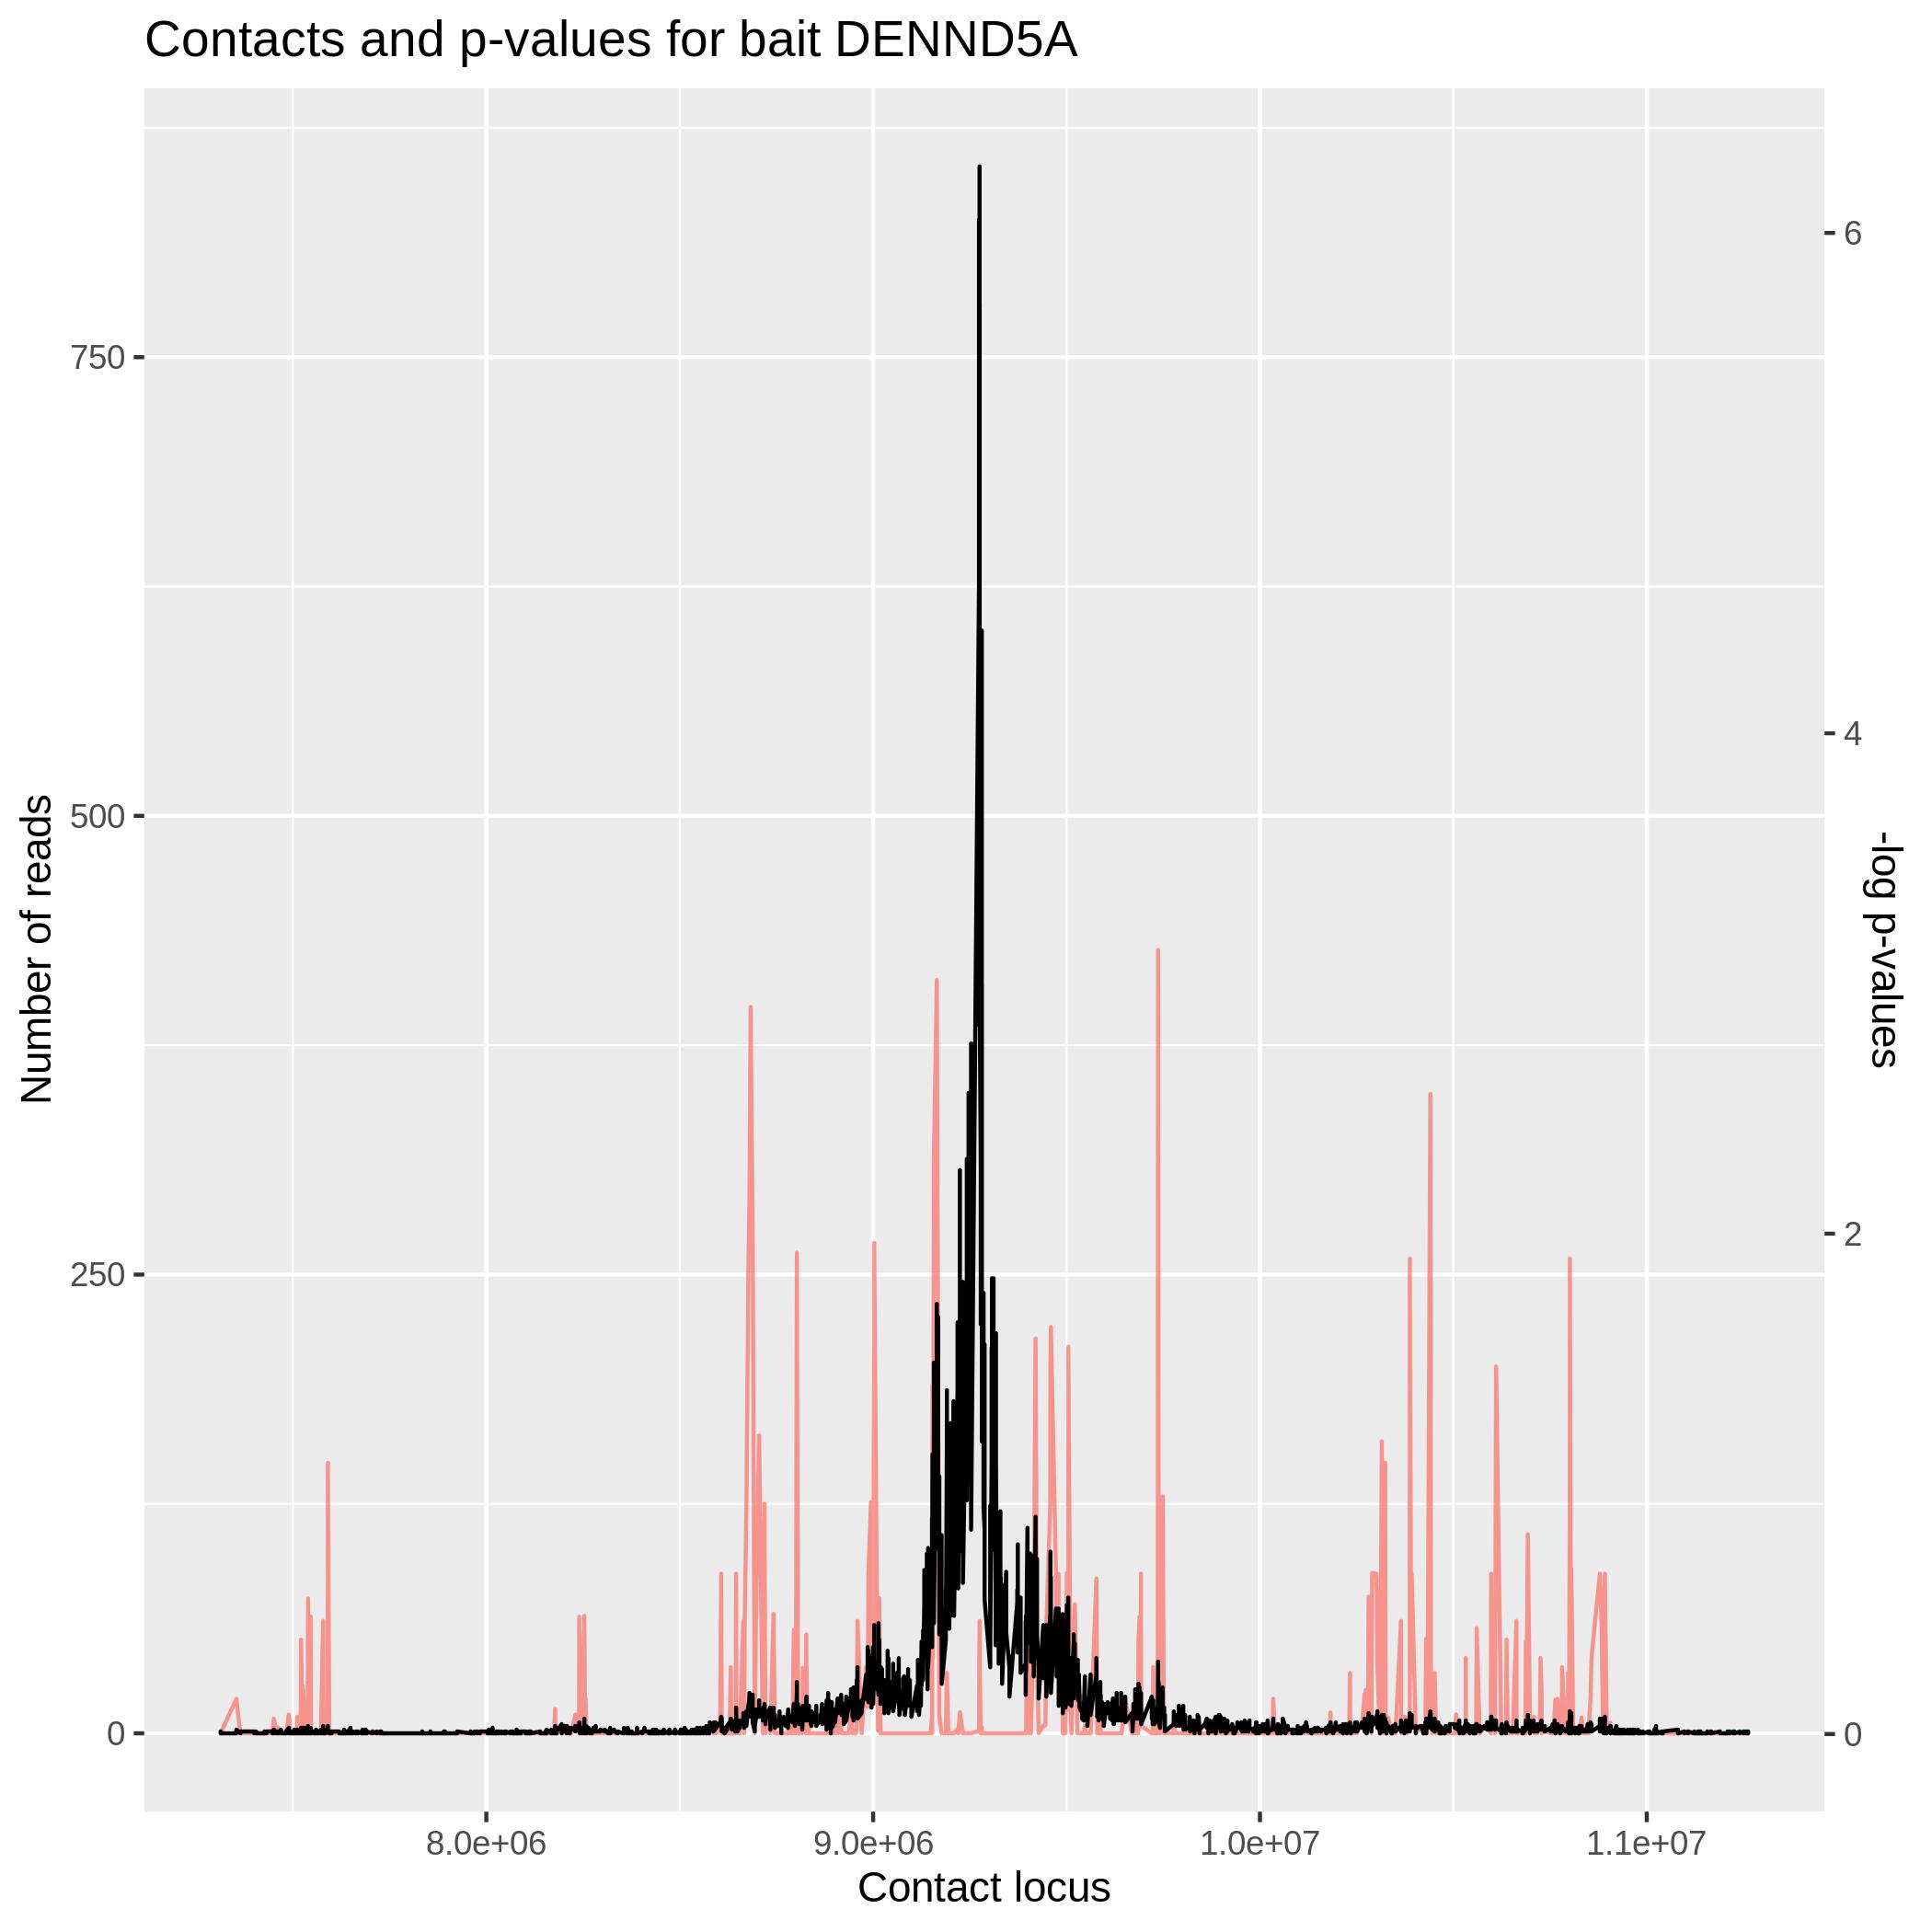 Contacts and p-values for bait DENND5A
Number of reads
750
500
250
0
6
4
2
0
-log p-values
8.0e+06
9.0e+06
1.0e+07
1.1e+07
Contact locus